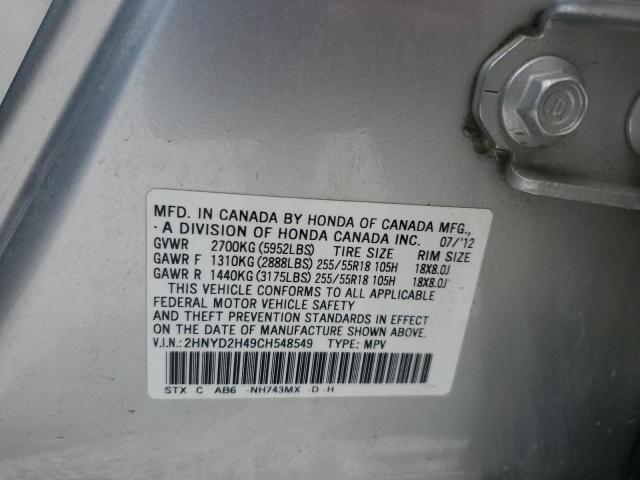 MFD. IN CANADA BY HONDA OF CANADA MFG.,
A DIVISION OF HONDA CANADA INC. 07/'12
GVWR 2700KG (5952LBS) TIRE SIZE RIM SIZE
GAWR F 1310KG (2888LBS) 255/55R18 105H 18X8.0J
GAWR R 1440KG (3175LBS) 255/55R18 105H 18X8.0J
THIS VEHICLE CONFORMS TO ALL APPLICABLE
FEDERAL MOTOR VEHICLE SAFETY
AND THEFT PREVENTION STANDARDS IN EFFECT
ON THE DATE OF MANUFACTURE SHOWN ABOVE.
V.I.N.: 2HNYD2H49CH548549 TYPE: MPV
STX C AB6 -NH743MX -D -H